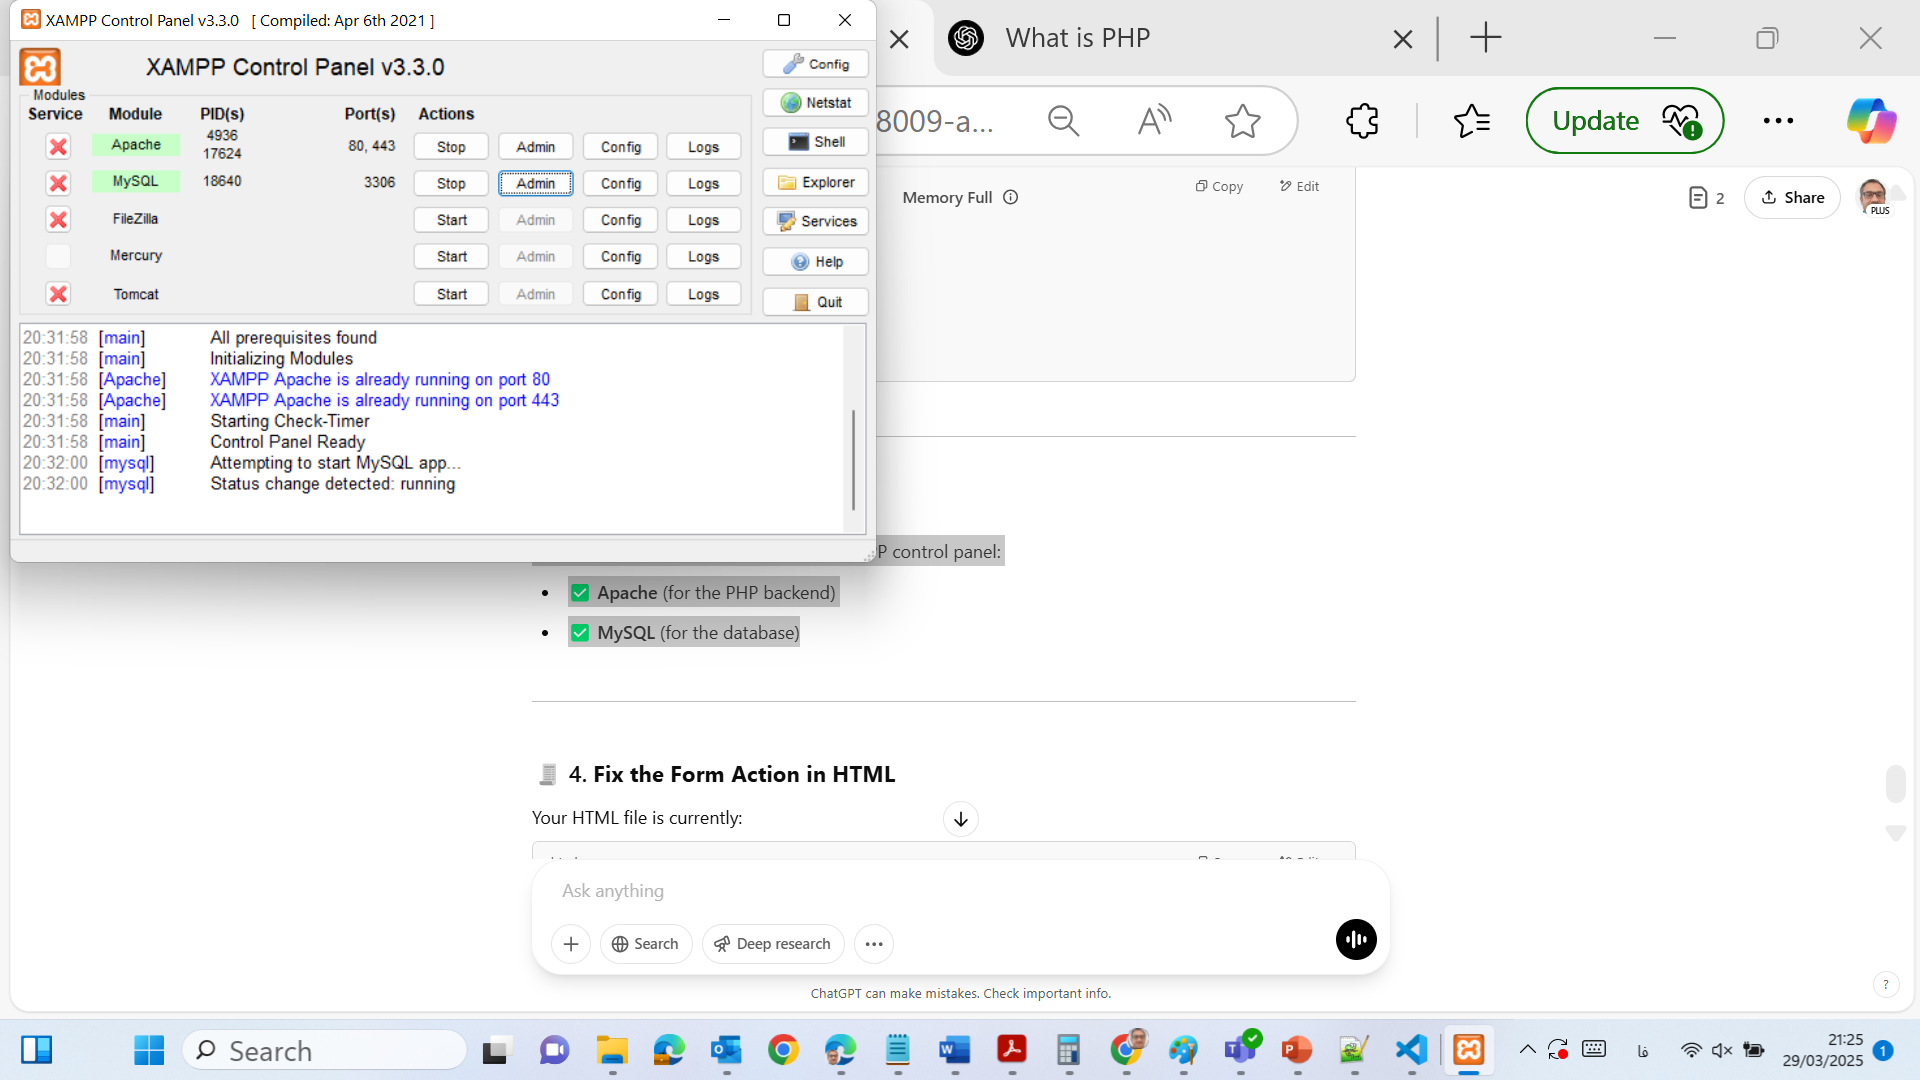 XAMPP Control Panel v3.3.0 [ Compiled: Apr 6th 2021 ]
XAMPP Control Panel v3.3.0
Modules
Service Module PID(s) Port(s) Actions
Apache 4936 17624 80, 443 Stop Admin Config Logs
MySQL 18640 3306 Stop Admin Config Logs
FileZilla Start Admin Config Logs
Mercury Start Admin Config Logs
Tomcat Start Admin Config Logs
Config
Netstat
Shell
Explorer
Services
Help
Quit
20:31:58 [main] All prerequisites found
20:31:58 [main] Initializing Modules
20:31:58 [Apache] XAMPP Apache is already running on port 80
20:31:58 [Apache] XAMPP Apache is already running on port 443
20:31:58 [main] Starting Check-Timer
20:31:58 [main] Control Panel Ready
20:32:00 [mysql] Attempting to start MySQL app...
20:32:00 [mysql] Status change detected: running
What is PHP
8009-a...
Update
Memory Full
Copy Edit
2
Share
PLUS
P control panel:
Apache (for the PHP backend)
MySQL (for the database)
4. Fix the Form Action in HTML
Your HTML file is currently:
Ask anything
Search
Deep research
ChatGPT can make mistakes. Check important info.
?
Search
فا
21:25
29/03/2025
1